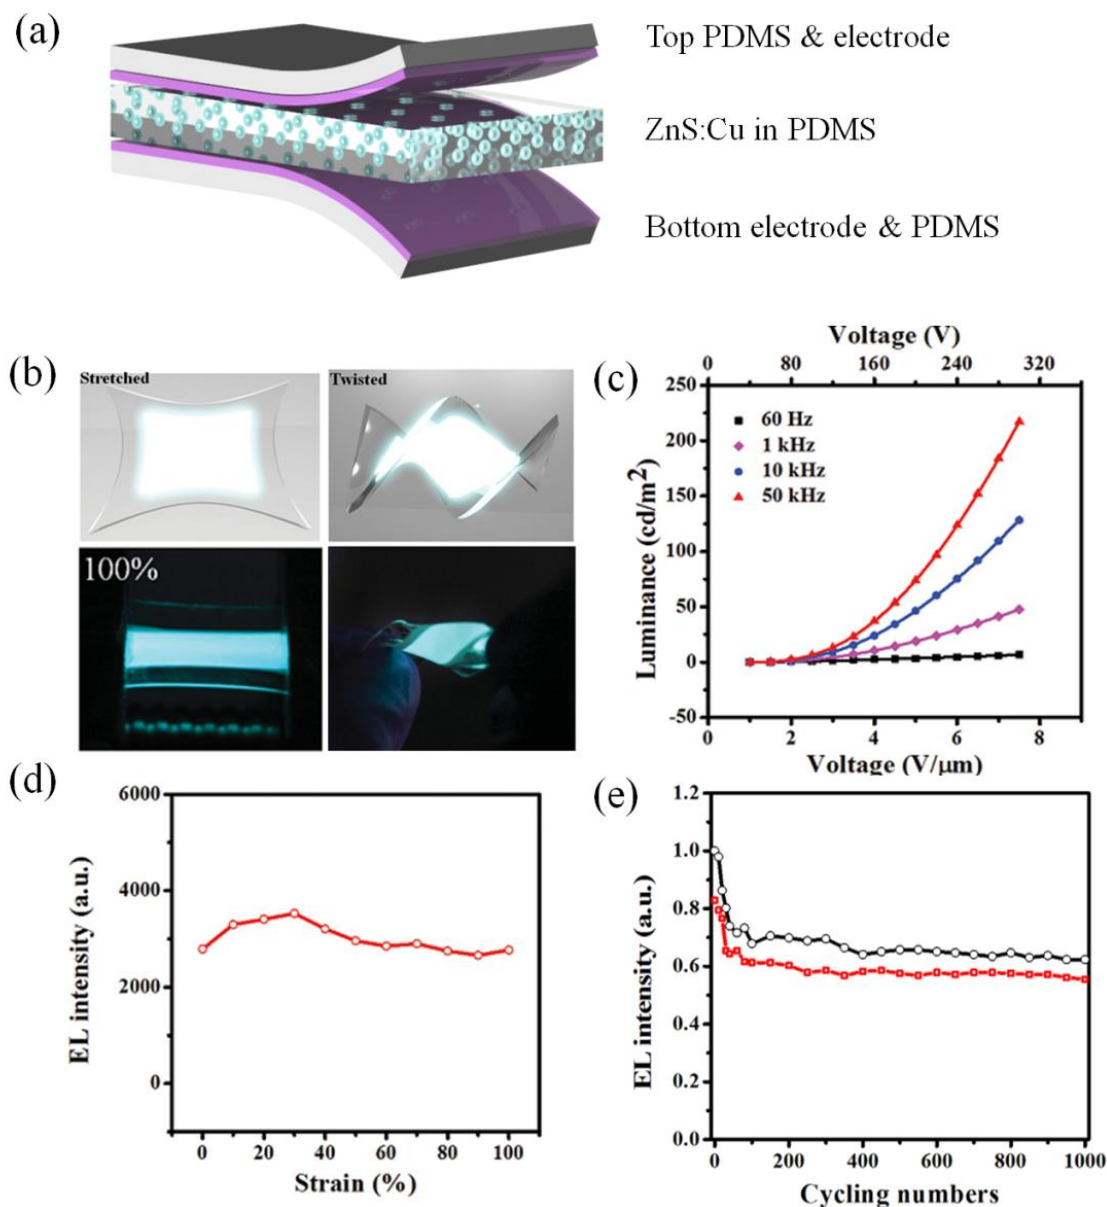 (a)
Top PDMS & electrode
ZnS:Cu in PDMS
Bottom electrode & PDMS
(b)
Stretched
Twisted
100%
(c)
Voltage (V)
0 80 160 240 320
250
200
150
100
50
0
-50
Luminance (cd/m²)
60 Hz
1 kHz
10 kHz
50 kHz
0 2 4 6 8
Voltage (V/μm)
(d)
6000
4000
2000
0
EL intensity (a.u.)
0 20 40 60 80 100
Strain (%)
(e)
1.2
1.0
0.8
0.6
0.4
0.2
0.0
EL intensity (a.u.)
0 200 400 600 800 1000
Cycling numbers